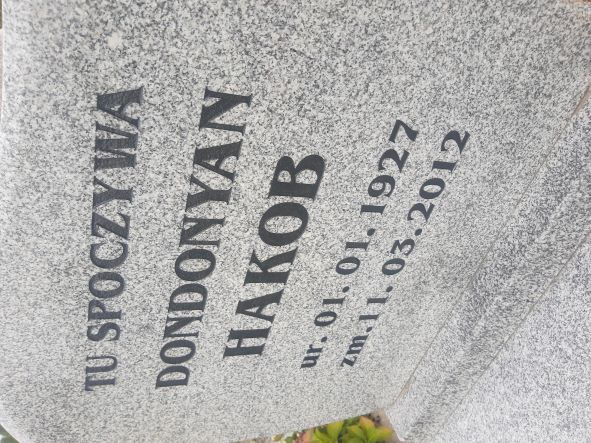 TU SPOCZYWA
DONDONYAN
HAKOB
ur. 01. 01. 1927
zm. 11. 03. 2012